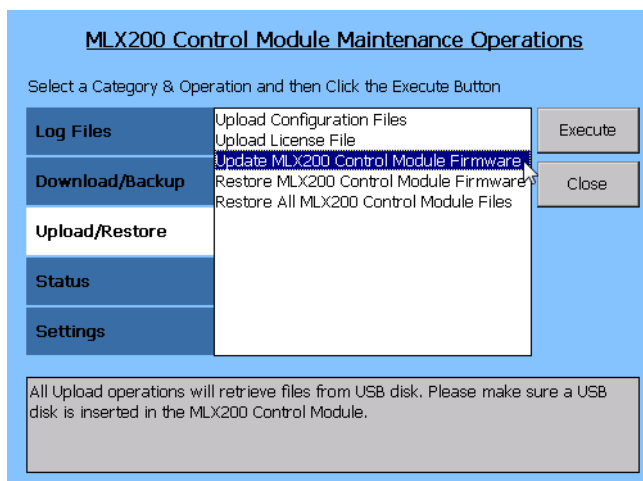 MLX200 Control Module Maintenance Operations
Select a Category & Operation and then Click the Execute Button
Log Files
Download/Backup
Upload/Restore
Status
Settings
Upload Configuration Files
Upload License File
Update MLX200 Control Module Firmware
Restore MLX200 Control Module Firmware
Restore All MLX200 Control Module Files
Execute
Close
All Upload operations will retrieve files from USB disk. Please make sure a USB
disk is inserted in the MLX200 Control Module.